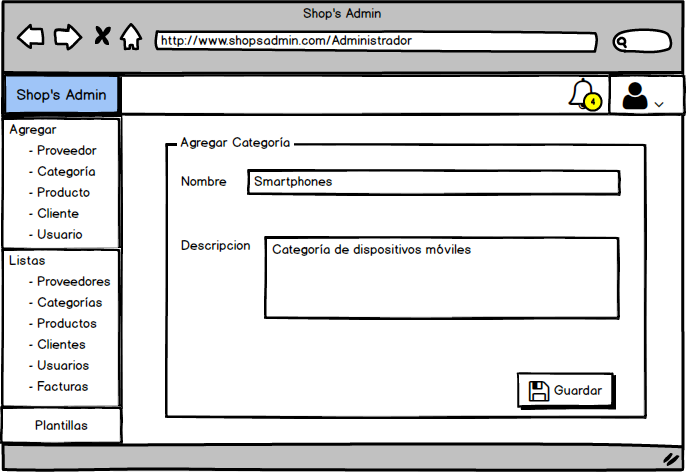 Shop's Admin
http://www.shopsadmin.com/Administrador
Shop's Admin
4
Agregar
- Proveedor
- Categoría
- Producto
- Cliente
- Usuario
Listas
- Proveedores
- Categorías
- Productos
- Clientes
- Usuarios
- Facturas
Plantillas
Agregar Categoría
Nombre
Smartphones
Descripcion
Categoría de dispositivos móviles
Guardar